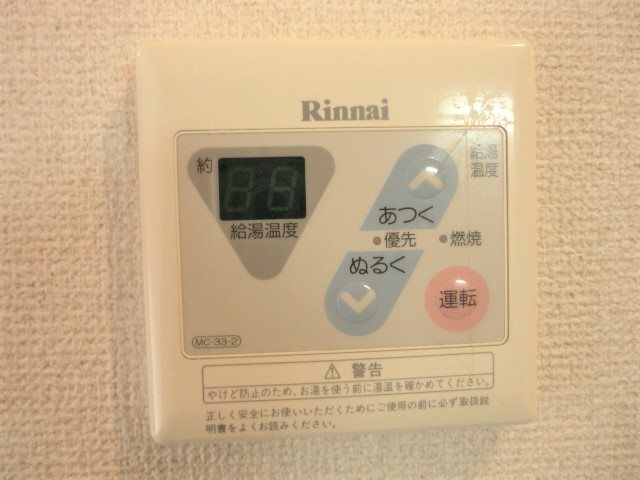 Rinnai
約
88
給湯温度
給湯
温度
あつく
優先
燃焼
ぬるく
運転
MC-33-2
⚠ 警告
やけど防止のため、お湯を使う前に湯温を確かめてください。
正しく安全にお使いいただくためにご使用の前に必ず取扱説
明書をよくお読みください。